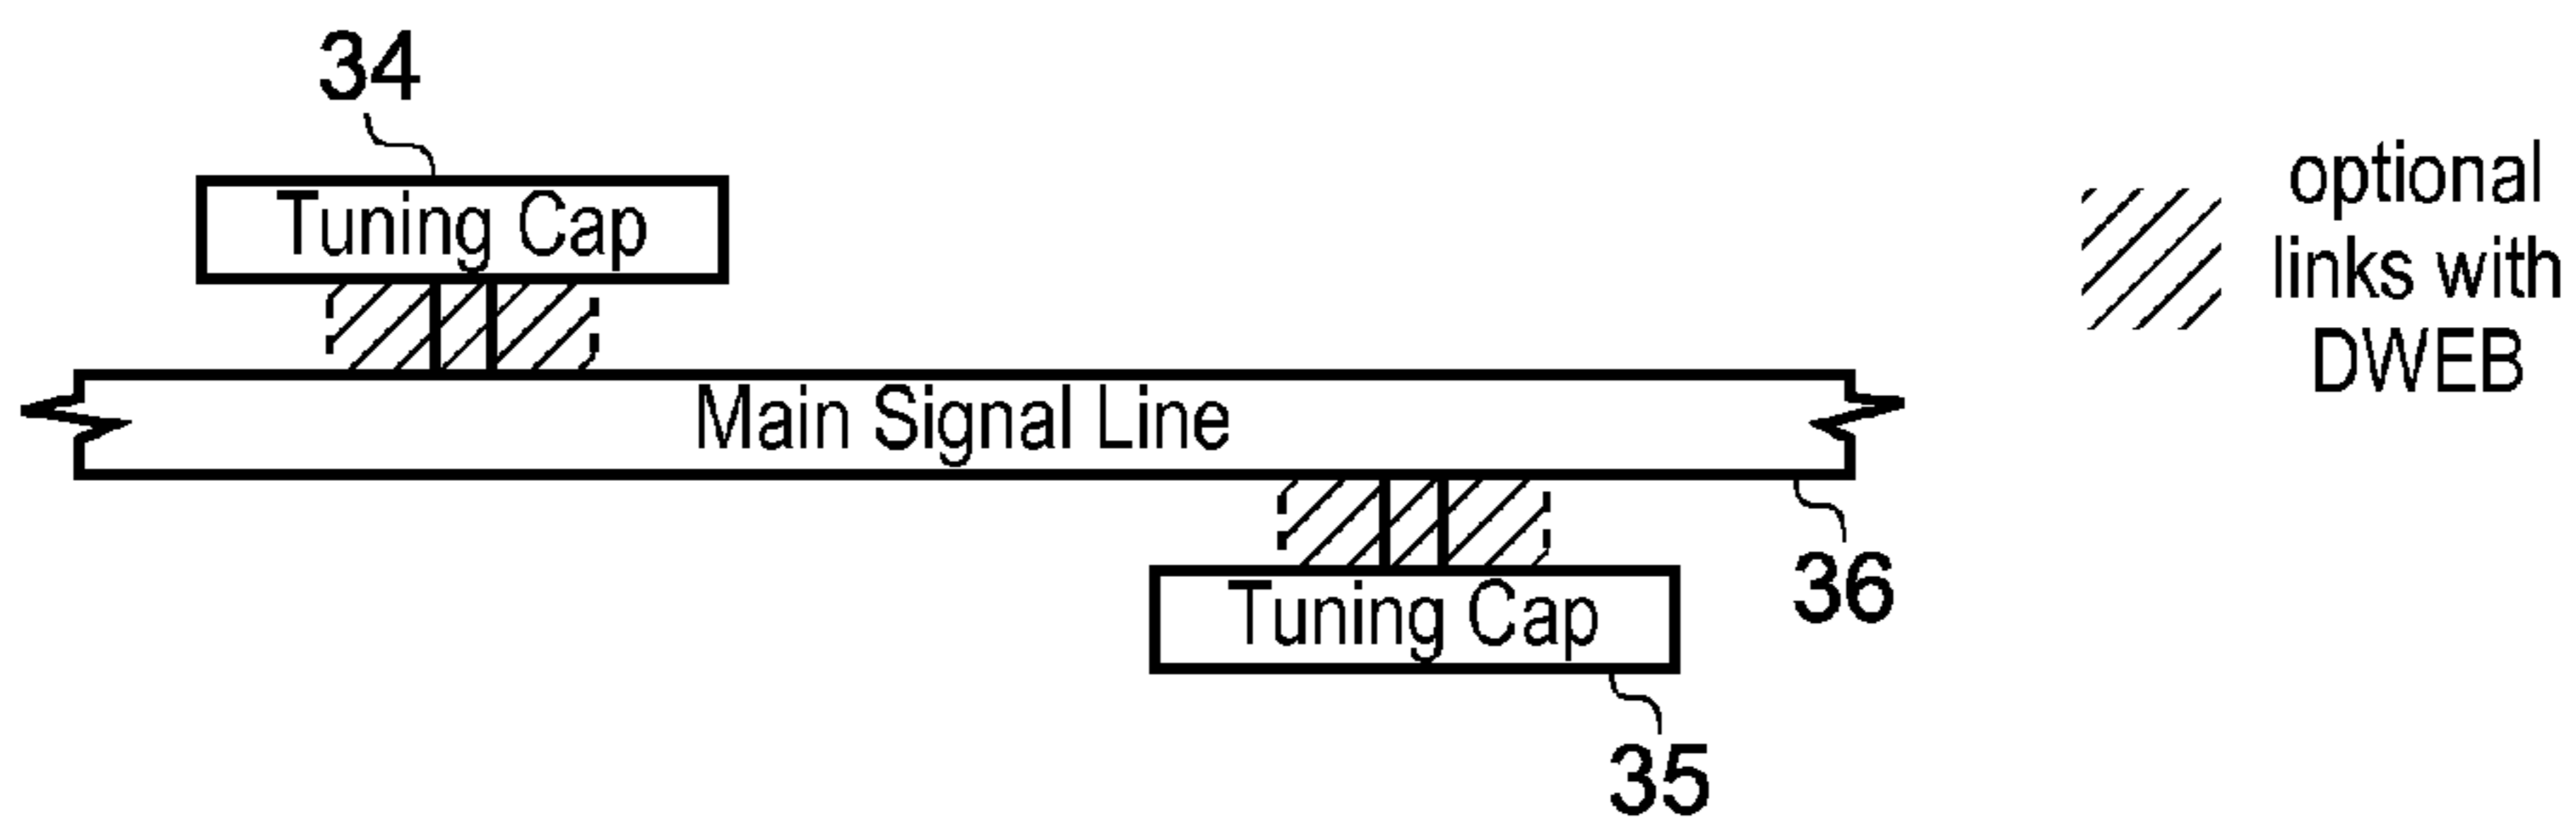 34
Tuning Cap
Main Signal Line
Tuning Cap
36
35
optional
links with
DWEB